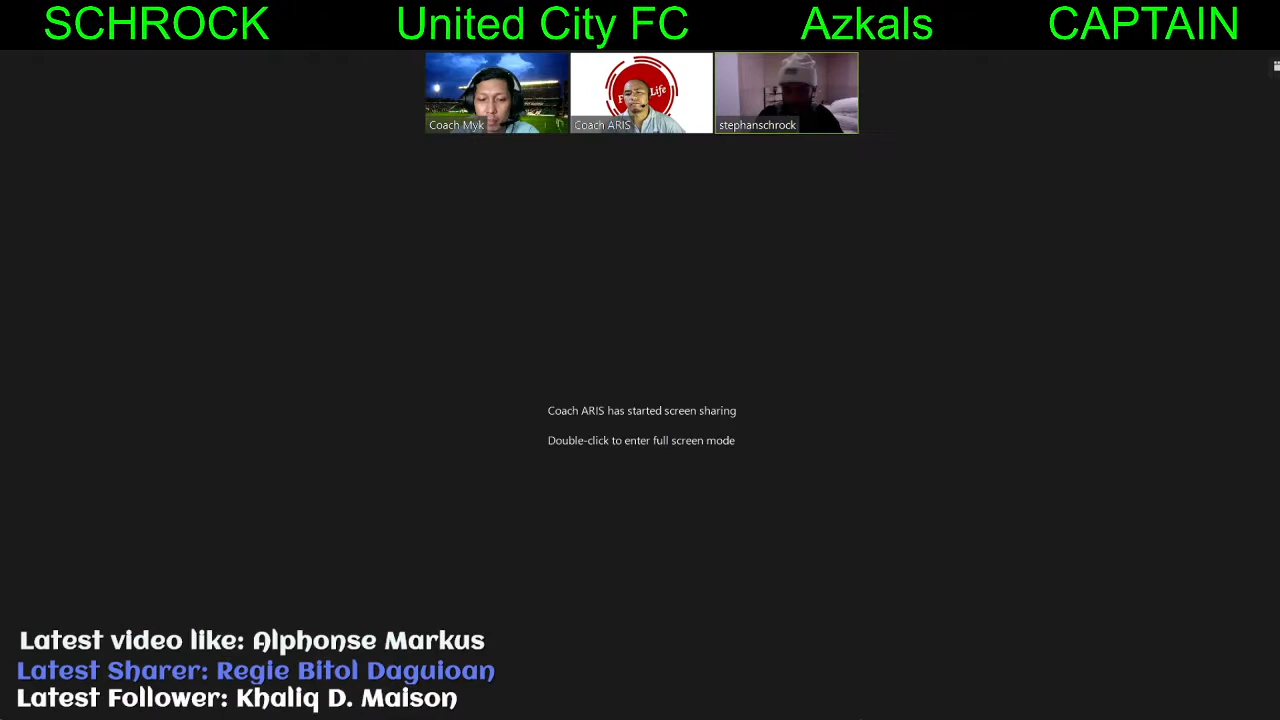 SCHROCK United City FC Azkals CAPTAIN
Coach Myk
Life
Coach ARIS
stephanschrock
Coach ARIS has started screen sharing
Double-click to enter full screen mode
Latest video like: Alphonse Markus
Latest Sharer: Regie Bitol Daguioan
Latest Follower: Khaliq D. Maison